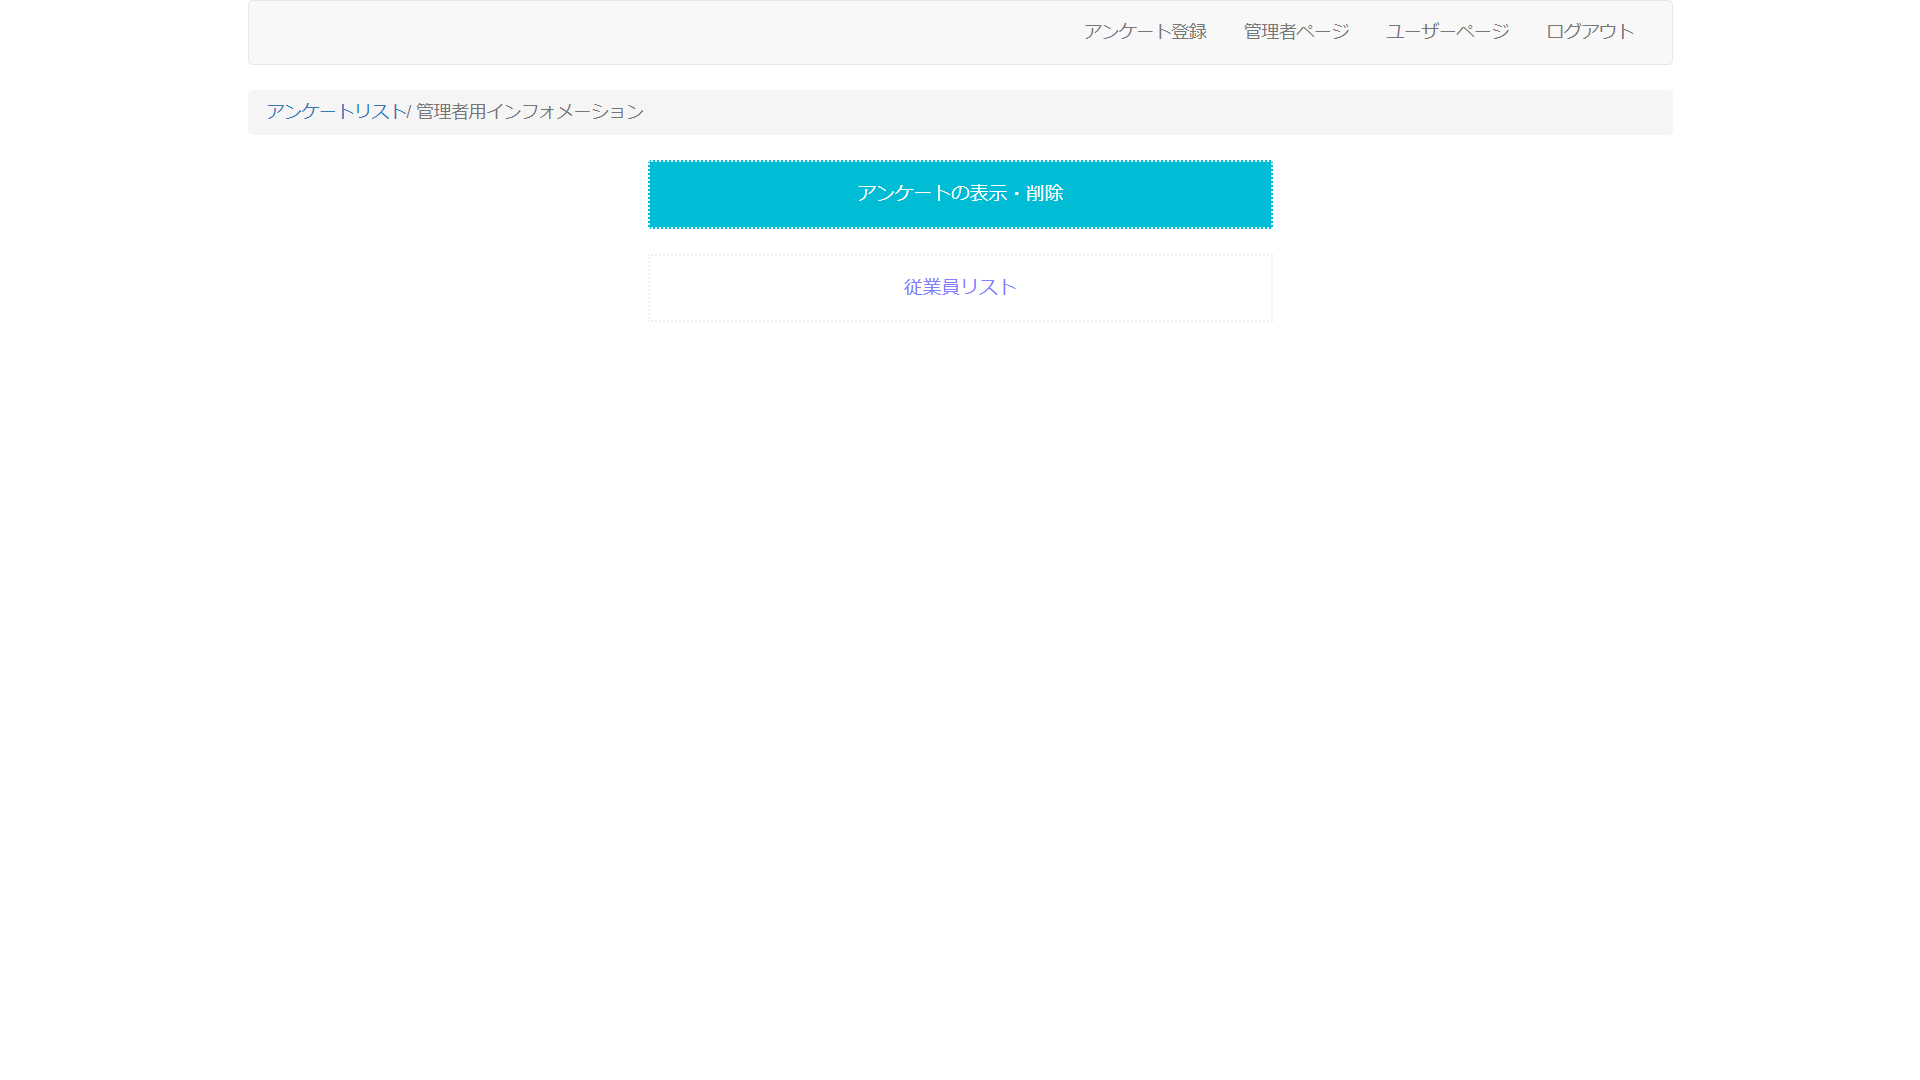 アンケート登録 管理者ページ ユーザーページ ログアウト
アンケートリスト/ 管理者用インフォメーション
アンケートの表示・削除
従業員リスト